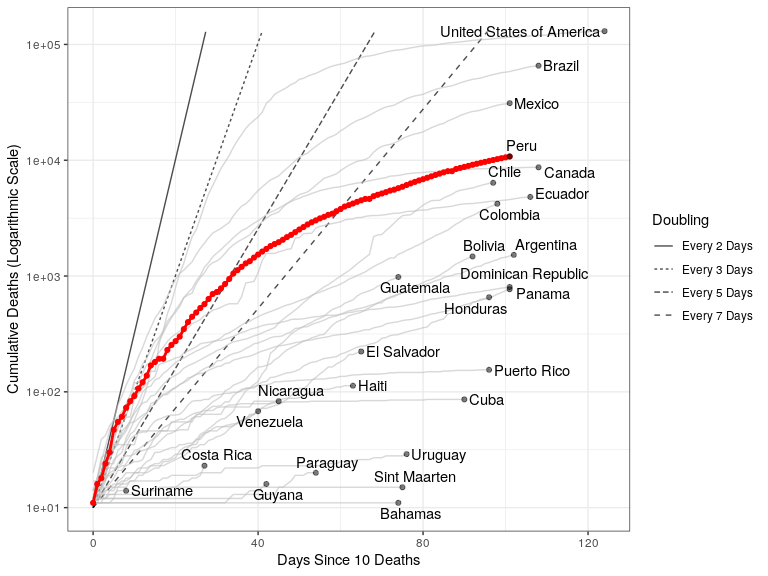 United States of America
1e+05
Brazil
Mexico
Peru
1e+04
Chile
Canada
Ecuador
Colombia
Bolivia
Argentina
1e+03
Dominican Republic
Guatemala
Panama
Honduras
El Salvador
Puerto Rico
1e+02
Nicaragua
Haiti
Cuba
Venezuela
Costa Rica
Paraguay
Uruguay
Sint Maarten
Suriname
Guyana
1e+01
Bahamas
0
40
80
120
Days Since 10 Deaths
Cumulative Deaths (Logarithmic Scale)
Doubling
Every 2 Days
Every 3 Days
Every 5 Days
Every 7 Days